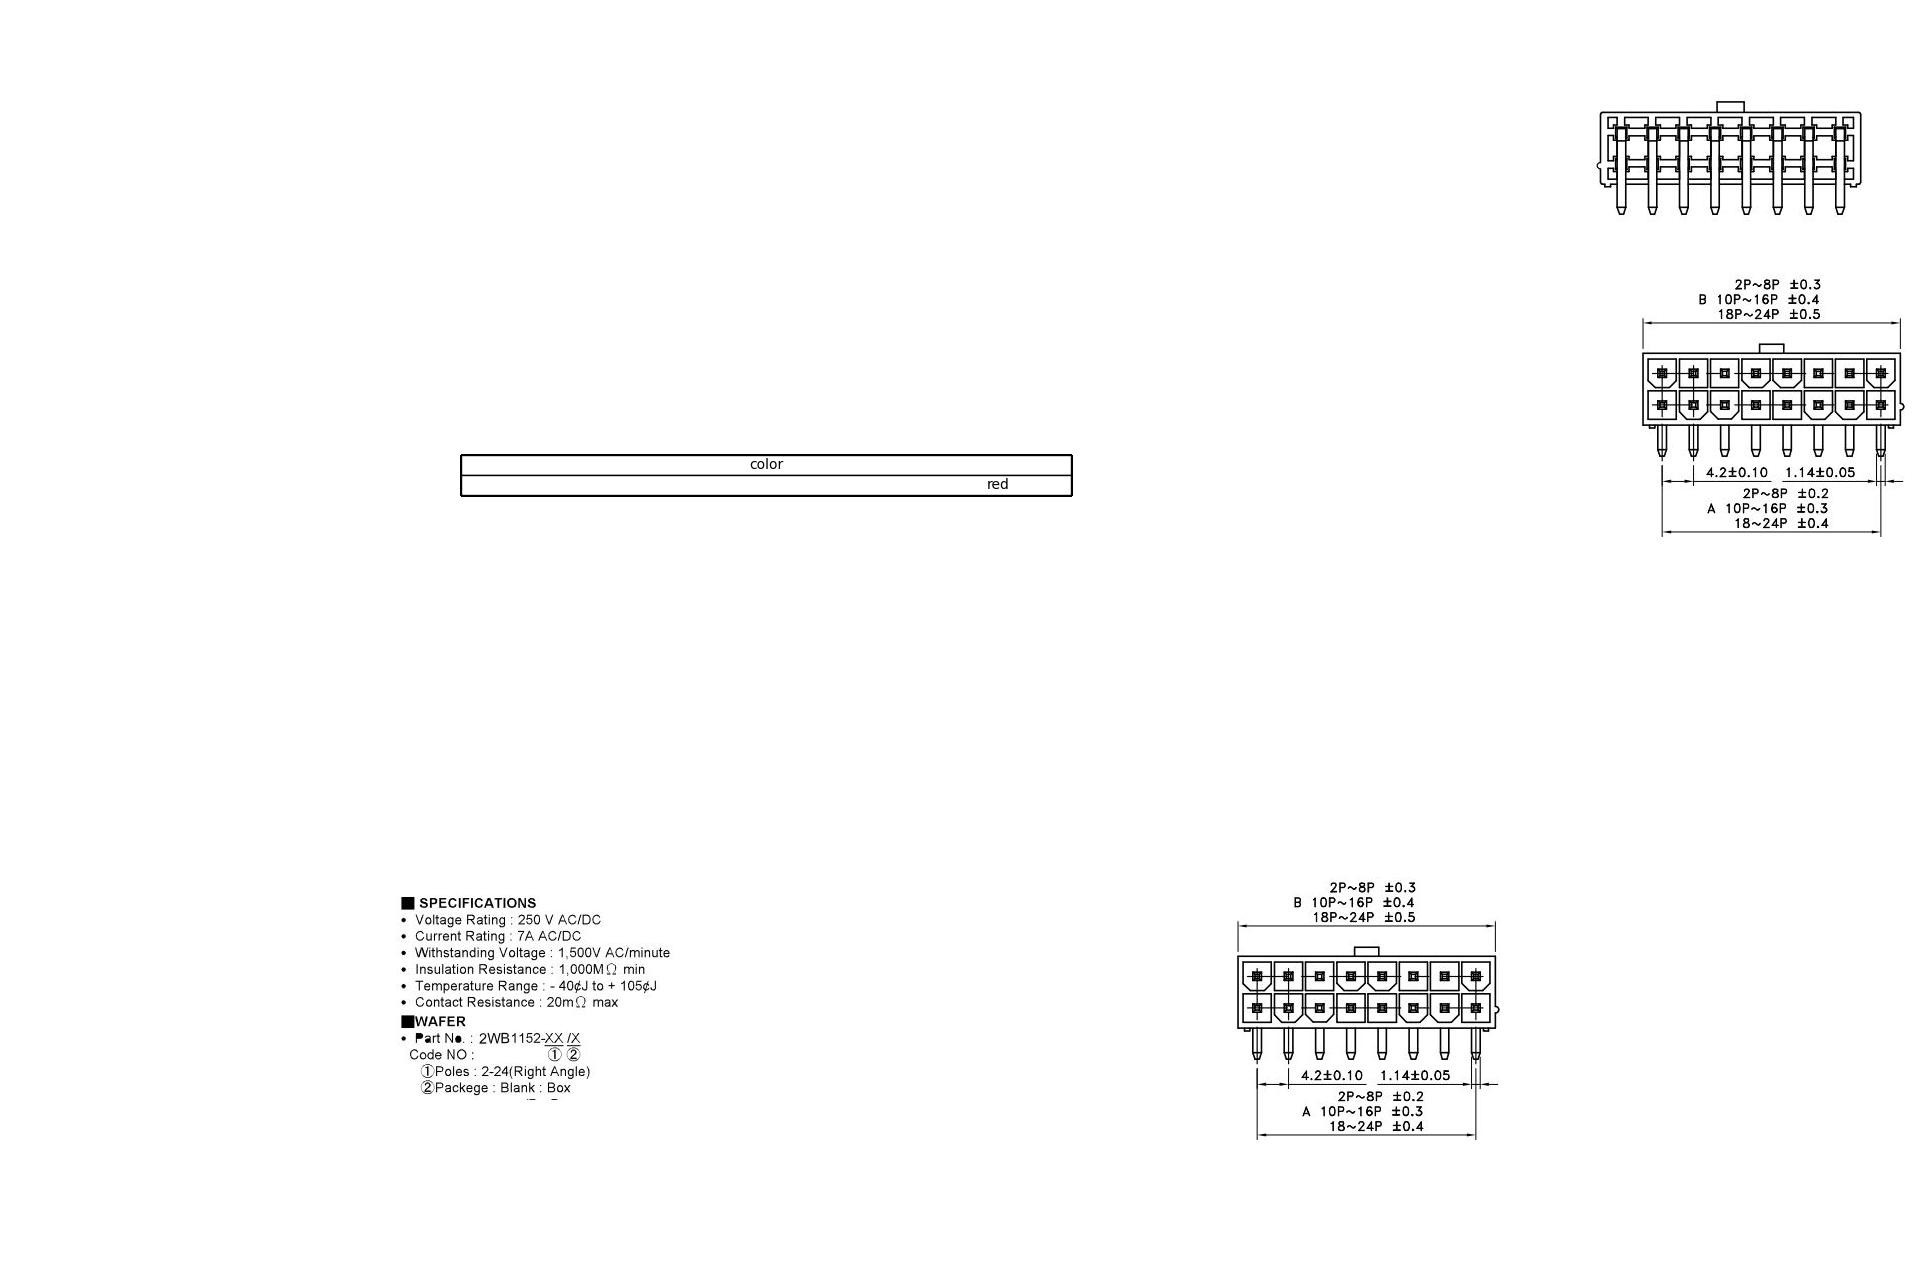 2P~8P ±0.3
B 10P~16P ±0.4
18P~24P ±0.5
4.2±0.10 1.14±0.05
2P~8P ±0.2
A 10P~16P ±0.3
18~24P ±0.4
color
red
■ SPECIFICATIONS
• Voltage Rating : 250 V AC/DC
• Current Rating : 7A AC/DC
• Withstanding Voltage : 1,500V AC/minute
• Insulation Resistance : 1,000MΩ min
• Temperature Range : - 40¢J to + 105¢J
• Contact Resistance : 20mΩ max
■WAFER
• Part No. : 2WB1152-XX /X
Code NO : ① ②
①Poles : 2-24(Right Angle)
②Packege : Blank : Box
2P~8P ±0.3
B 10P~16P ±0.4
18P~24P ±0.5
4.2±0.10 1.14±0.05
2P~8P ±0.2
A 10P~16P ±0.3
18~24P ±0.4